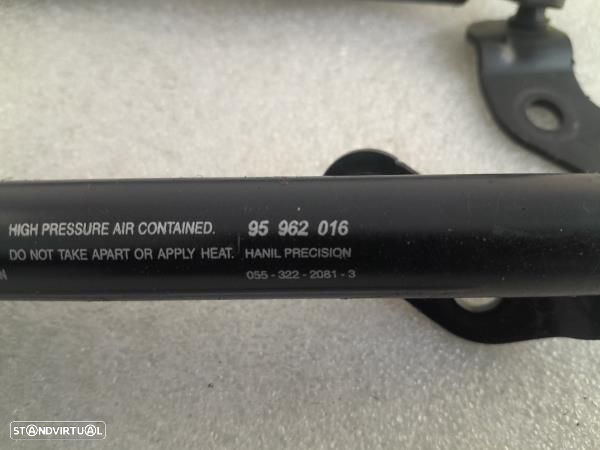 HIGH PRESSURE AIR CONTAINED. 95 962 016
DO NOT TAKE APART OR APPLY HEAT. HANIL PRECISION
055-322-2081-3
STANDVIRTUAL